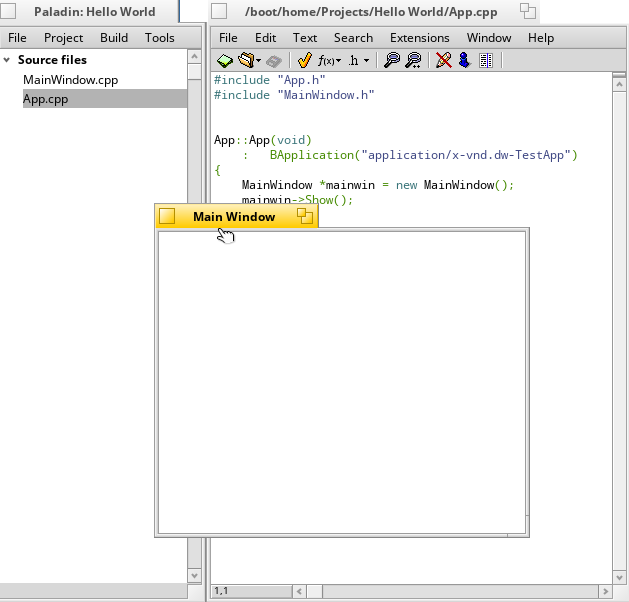 Paladin: Hello World
File Project Build Tools
Source files
MainWindow.cpp
App.cpp
/boot/home/Projects/Hello World/App.cpp
File Edit Text Search Extensions Window Help
f(x) .h
#include "App.h"
#include "MainWindow.h"
App::App(void)
: BApplication("application/x-vnd.dw-TestApp")
{
MainWindow *mainwin = new MainWindow();
mainwin->Show();
Main Window
1,1